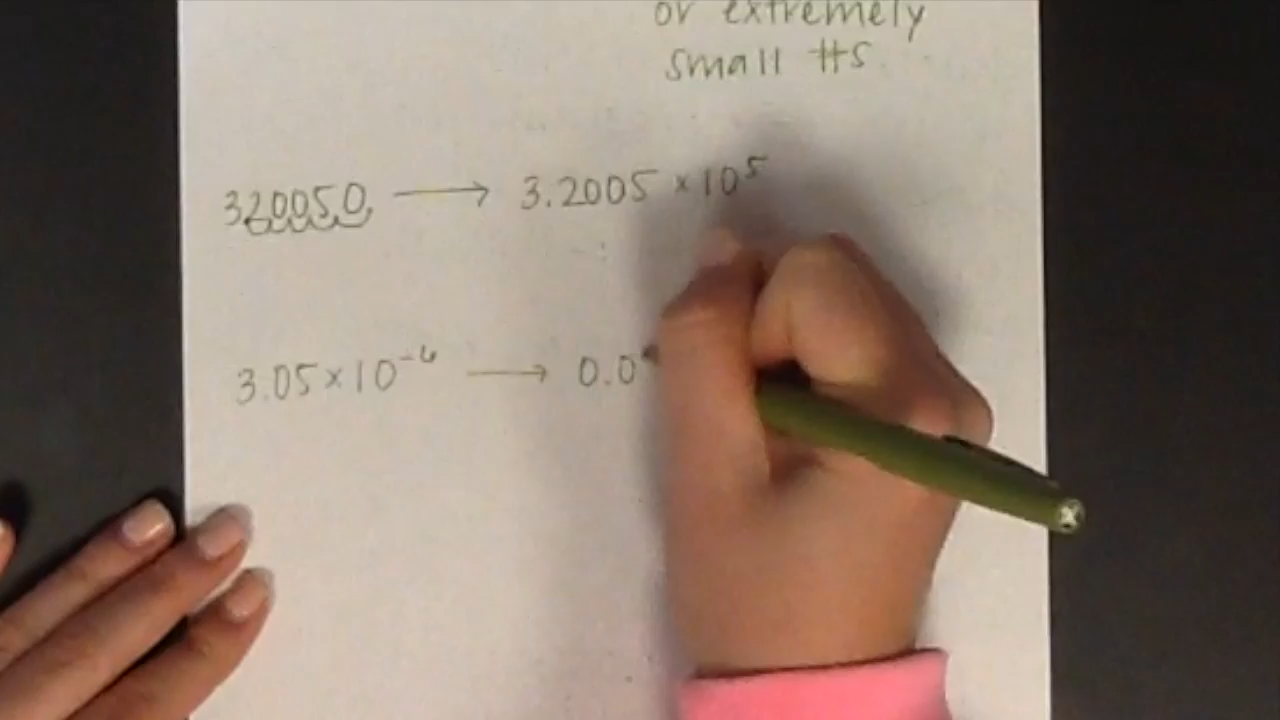 or extremely
small #s
320050 → 3.2005 × 10⁵
3.05 × 10⁻⁶ → 0.0